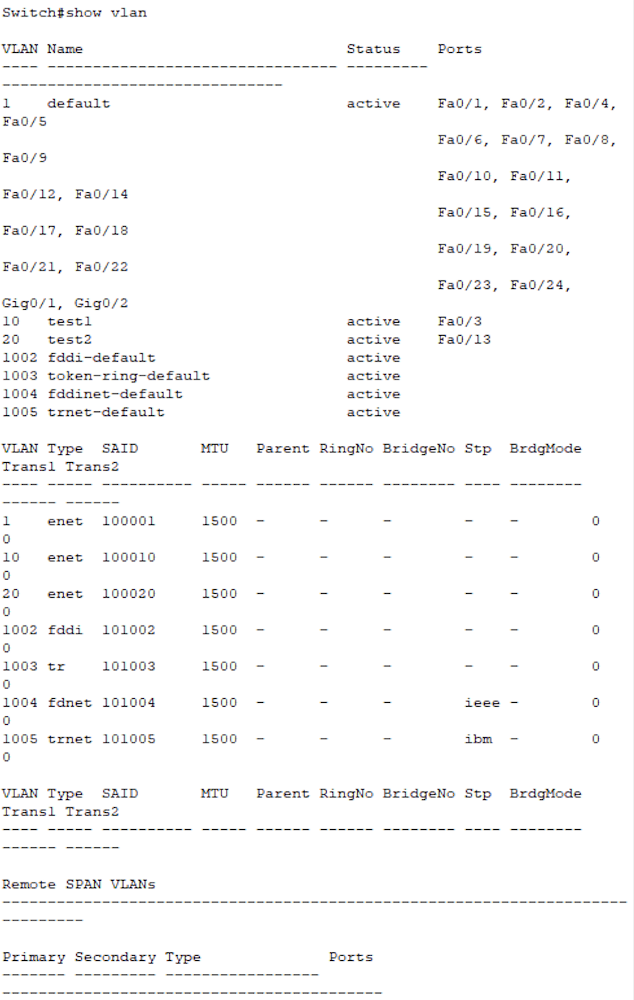 Switch#show vlan
VLAN Name                             Status    Ports
---- -------------------------------- ---------
-------------------------------
1    default                          active    Fa0/1, Fa0/2, Fa0/4,
Fa0/5
                                                Fa0/6, Fa0/7, Fa0/8,
Fa0/9
                                                Fa0/10, Fa0/11,
Fa0/12, Fa0/14
                                                Fa0/15, Fa0/16,
Fa0/17, Fa0/18
                                                Fa0/19, Fa0/20,
Fa0/21, Fa0/22
                                                Fa0/23, Fa0/24,
Gig0/1, Gig0/2
10   test1                            active    Fa0/3
20   test2                            active    Fa0/13
1002 fddi-default                     active
1003 token-ring-default               active
1004 fddinet-default                  active
1005 trnet-default                    active
VLAN Type  SAID       MTU   Parent RingNo BridgeNo Stp  BrdgMode
Trans1 Trans2
---- ----- ---------- ----- ------ ------ -------- ---- --------
------ ------
1    enet  100001     1500  -      -      -        -    -        0
0
10   enet  100010     1500  -      -      -        -    -        0
0
20   enet  100020     1500  -      -      -        -    -        0
0
1002 fddi  101002     1500  -      -      -        -    -        0
0
1003 tr    101003     1500  -      -      -        -    -        0
0
1004 fdnet 101004     1500  -      -      -        ieee -        0
0
1005 trnet 101005     1500  -      -      -        ibm  -        0
0
VLAN Type  SAID       MTU   Parent RingNo BridgeNo Stp  BrdgMode
Trans1 Trans2
---- ----- ---------- ----- ------ ------ -------- ---- --------
------ ------
Remote SPAN VLANs
---------------------------------------------------------------------
---------
Primary Secondary Type              Ports
------- --------- -----------------
------------------------------------------